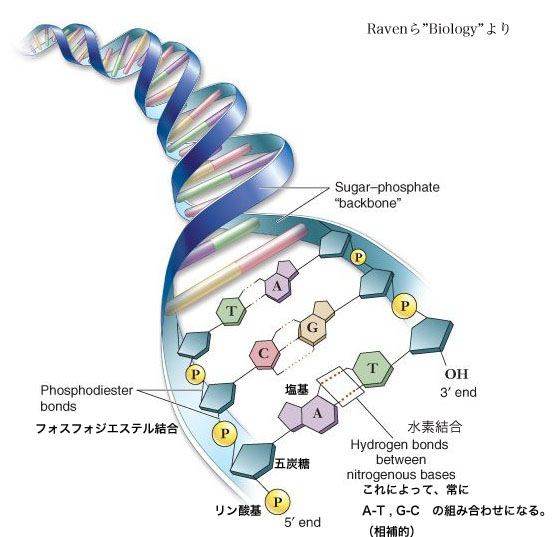 Ravenら"Biology"より
Sugar–phosphate
"backbone"
P
A
T
P
P
G
C
T
OH
3′ end
P
Phosphodiester
bonds
塩基
A
水素結合
フォスフォジエステル結合
P
Hydrogen bonds
between
nitrogenous bases
五炭糖
これによって、常に
リン酸基
P
A-T , G-C の組み合わせになる。
5′ end
（相補的）